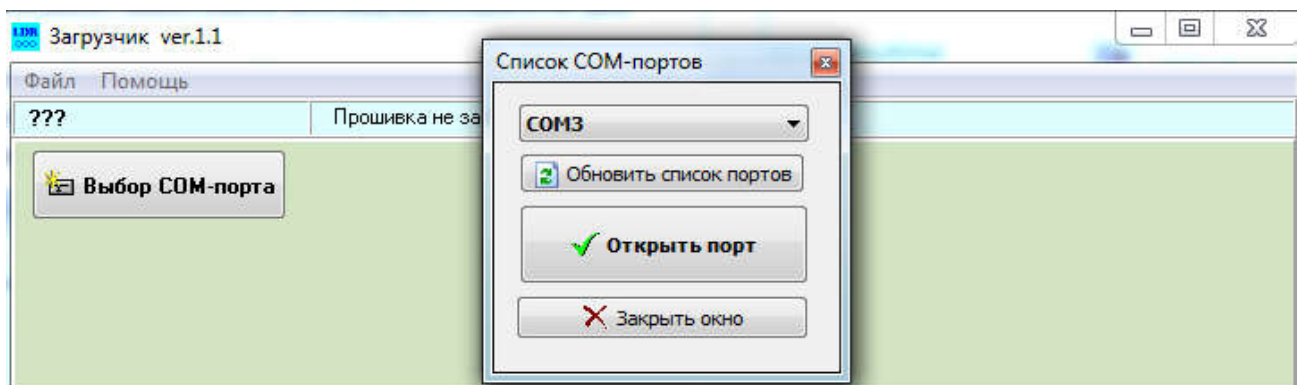 Загрузчик ver.1.1
Файл Помощь
??? Прошивка не за
Выбор COM-порта
Список COM-портов
COM3
Обновить список портов
Открыть порт
Закрыть окно